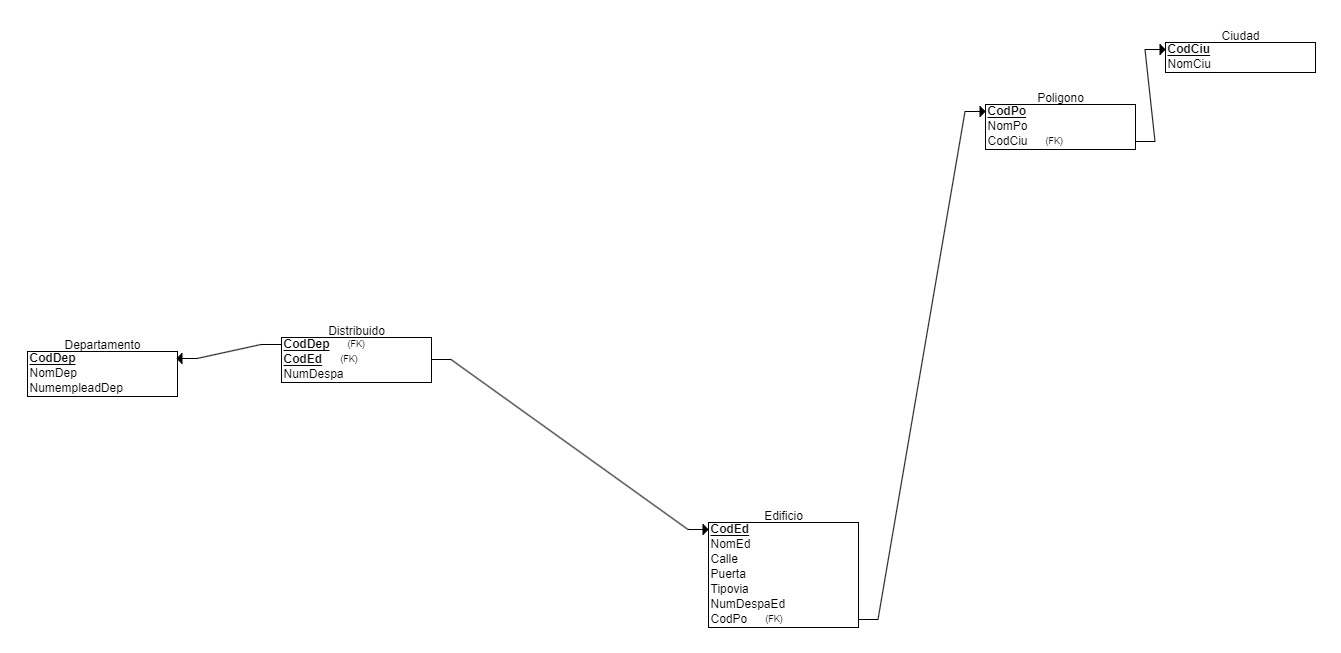 Ciudad
CodCiu
NomCiu
Poligono
CodPo
NomPo
CodCiu (FK)
Distribuido
CodDep (FK)
CodEd (FK)
NumDespa
Departamento
CodDep
NomDep
NumempleadDep
Edificio
CodEd
NomEd
Calle
Puerta
Tipovia
NumDespaEd
CodPo (FK)